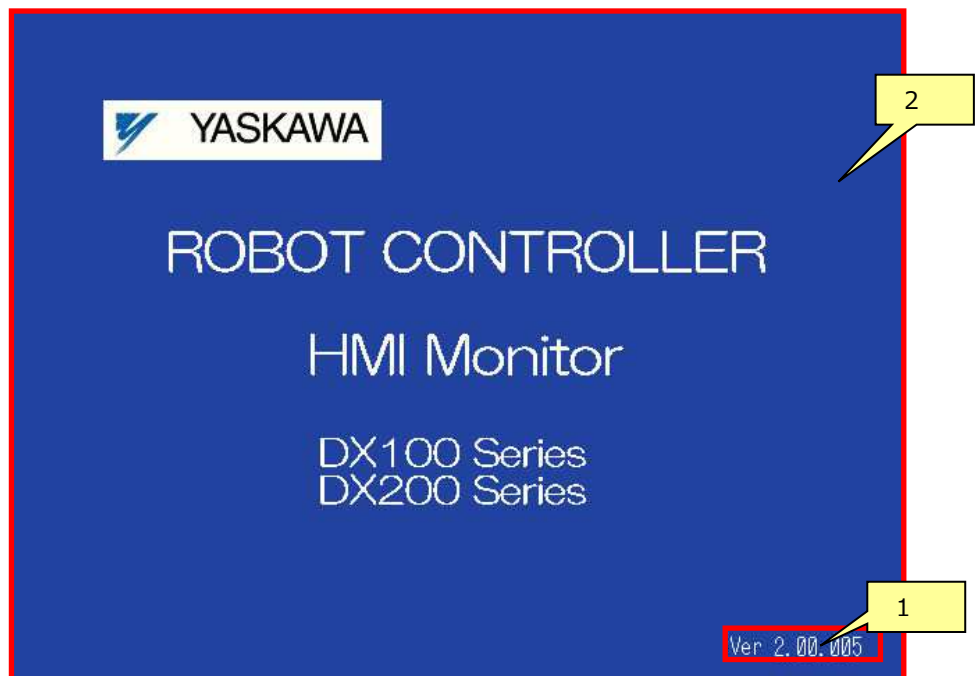 2
YASKAWA
ROBOT CONTROLLER
HMI Monitor
DX100 Series
DX200 Series
1
Ver 2.00.005